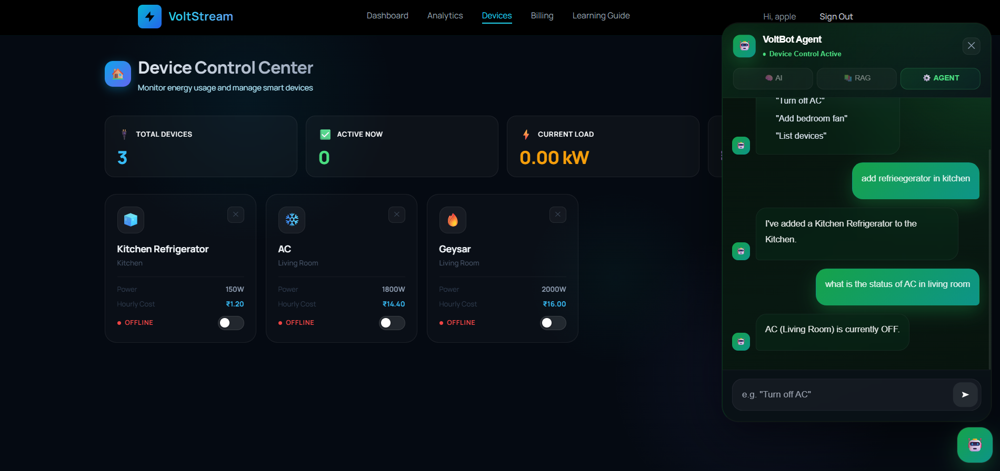 VoltStream
Dashboard
Analytics
Devices
Billing
Learning Guide
Hi, apple
Sign Out
Device Control Center
Monitor energy usage and manage smart devices
TOTAL DEVICES
3
ACTIVE NOW
0
CURRENT LOAD
0.00 kW
Kitchen Refrigerator
Kitchen
Power 150W
Hourly Cost ₹1.20
OFFLINE
AC
Living Room
Power 1800W
Hourly Cost ₹14.40
OFFLINE
Geysar
Living Room
Power 2000W
Hourly Cost ₹16.00
OFFLINE
VoltBot Agent
Device Control Active
AI
RAG
AGENT
"Turn off AC"
"Add bedroom fan"
"List devices"
add refrieegerator in kitchen
I've added a Kitchen Refrigerator to the
Kitchen.
what is the status of AC in living room
AC (Living Room) is currently OFF.
e.g. "Turn off AC"